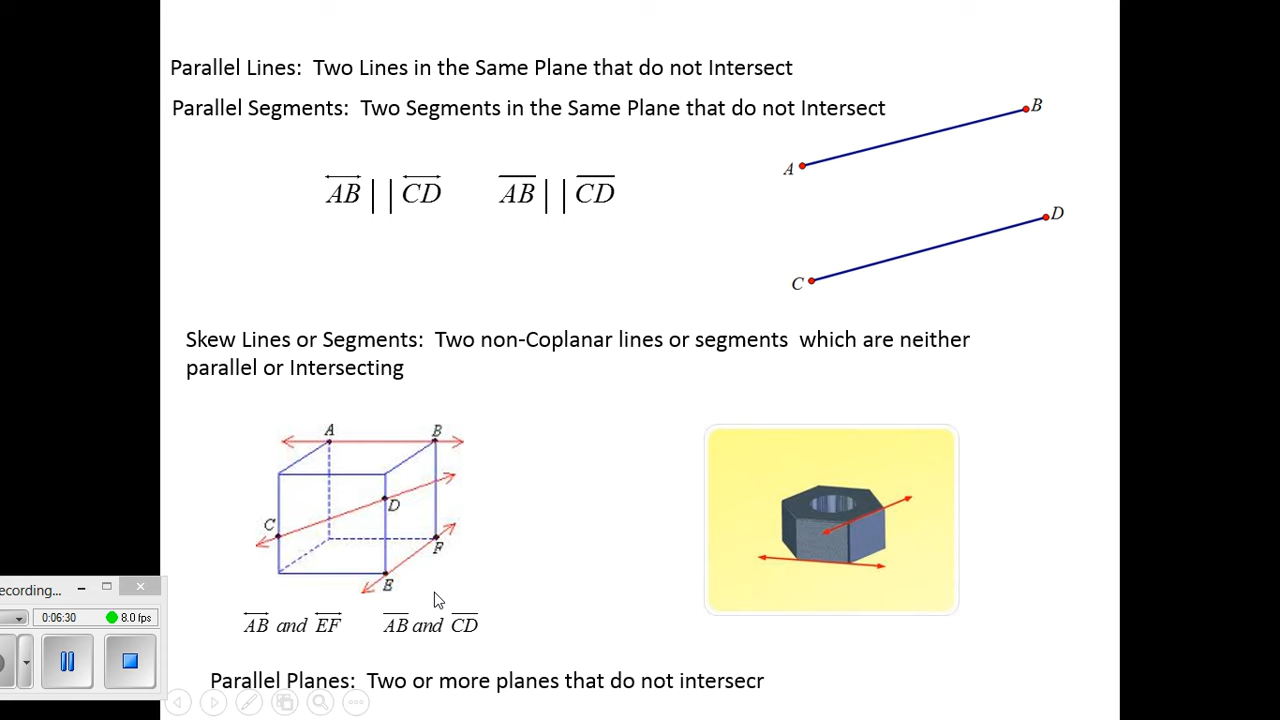 Parallel Lines:  Two Lines in the Same Plane that do not Intersect
Parallel Segments:  Two Segments in the Same Plane that do not Intersect
B
A
AB || CD    AB || CD
D
C
Skew Lines or Segments:  Two non-Coplanar lines or segments  which are neither
parallel or Intersecting
A
B
D
C
F
E
AB and EF    AB and CD
Parallel Planes:  Two or more planes that do not intersecr
ecording...
0:06:30
8.0 fps